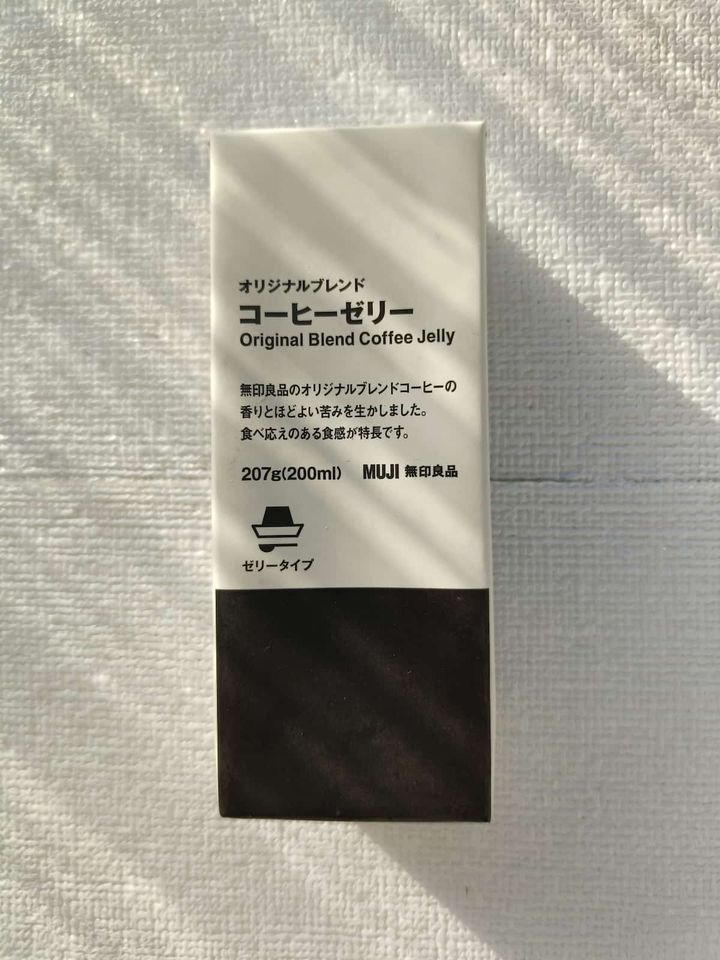 オリジナルブレンド
コーヒーゼリー
Original Blend Coffee Jelly
無印良品のオリジナルブレンドコーヒーの
香りとほどよい苦みを生かしました。
食べ応えのある食感が特長です。
207g(200ml) MUJI 無印良品
ゼリータイプ